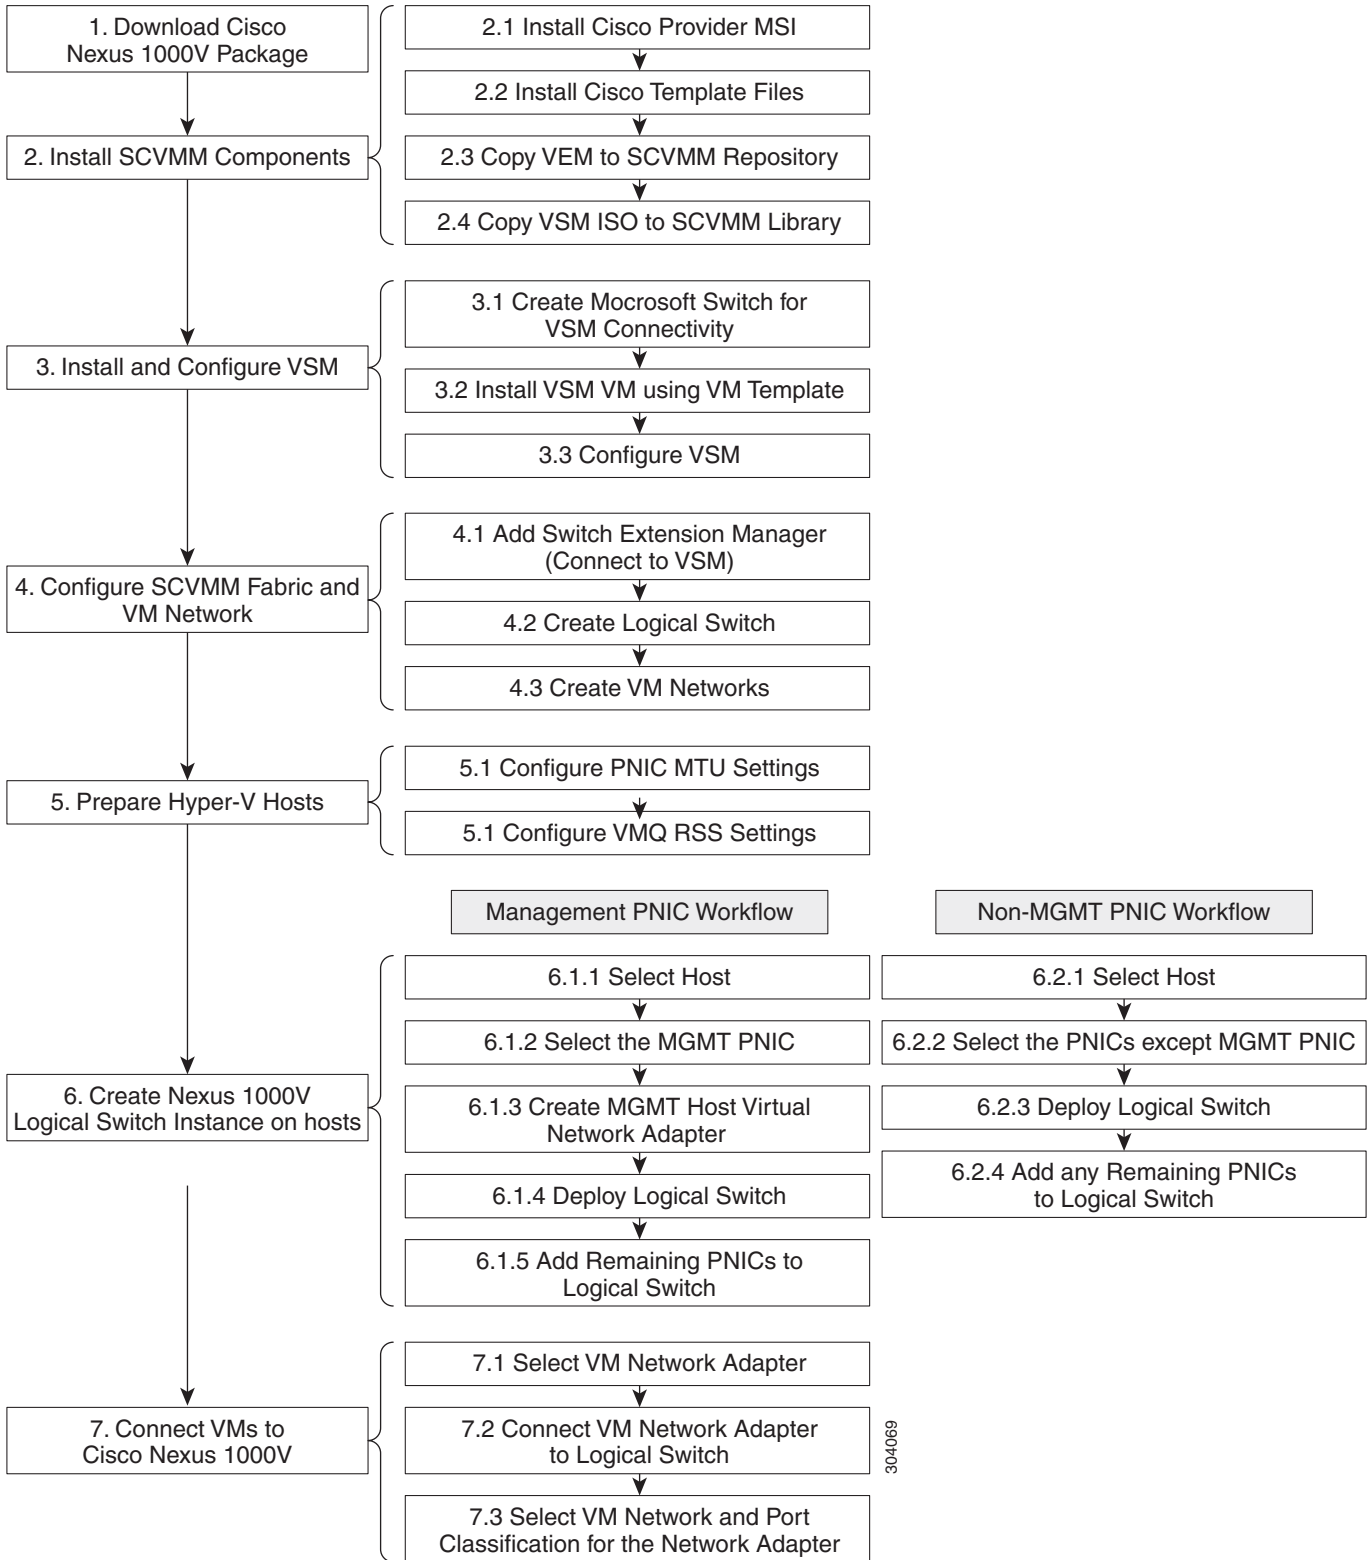 1. Download Cisco
Nexus 1000V Package
2.1 Install Cisco Provider MSI
2.2 Install Cisco Template Files
2. Install SCVMM Components
2.3 Copy VEM to SCVMM Repository
2.4 Copy VSM ISO to SCVMM Library
3.1 Create Mocrosoft Switch for
VSM Connectivity
3. Install and Configure VSM
3.2 Install VSM VM using VM Template
3.3 Configure VSM
4.1 Add Switch Extension Manager
(Connect to VSM)
4. Configure SCVMM Fabric and
VM Network
4.2 Create Logical Switch
4.3 Create VM Networks
5.1 Configure PNIC MTU Settings
5. Prepare Hyper-V Hosts
5.1 Configure VMQ RSS Settings
Management PNIC Workflow
Non-MGMT PNIC Workflow
6.1.1 Select Host
6.1.2 Select the MGMT PNIC
6. Create Nexus 1000V
Logical Switch Instance on hosts
6.1.3 Create MGMT Host Virtual
Network Adapter
6.1.4 Deploy Logical Switch
6.1.5 Add Remaining PNICs to
Logical Switch
6.2.1 Select Host
6.2.2 Select the PNICs except MGMT PNIC
6.2.3 Deploy Logical Switch
6.2.4 Add any Remaining PNICs
to Logical Switch
7.1 Select VM Network Adapter
7. Connect VMs to
Cisco Nexus 1000V
7.2 Connect VM Network Adapter
to Logical Switch
7.3 Select VM Network and Port
Classification for the Network Adapter
304069